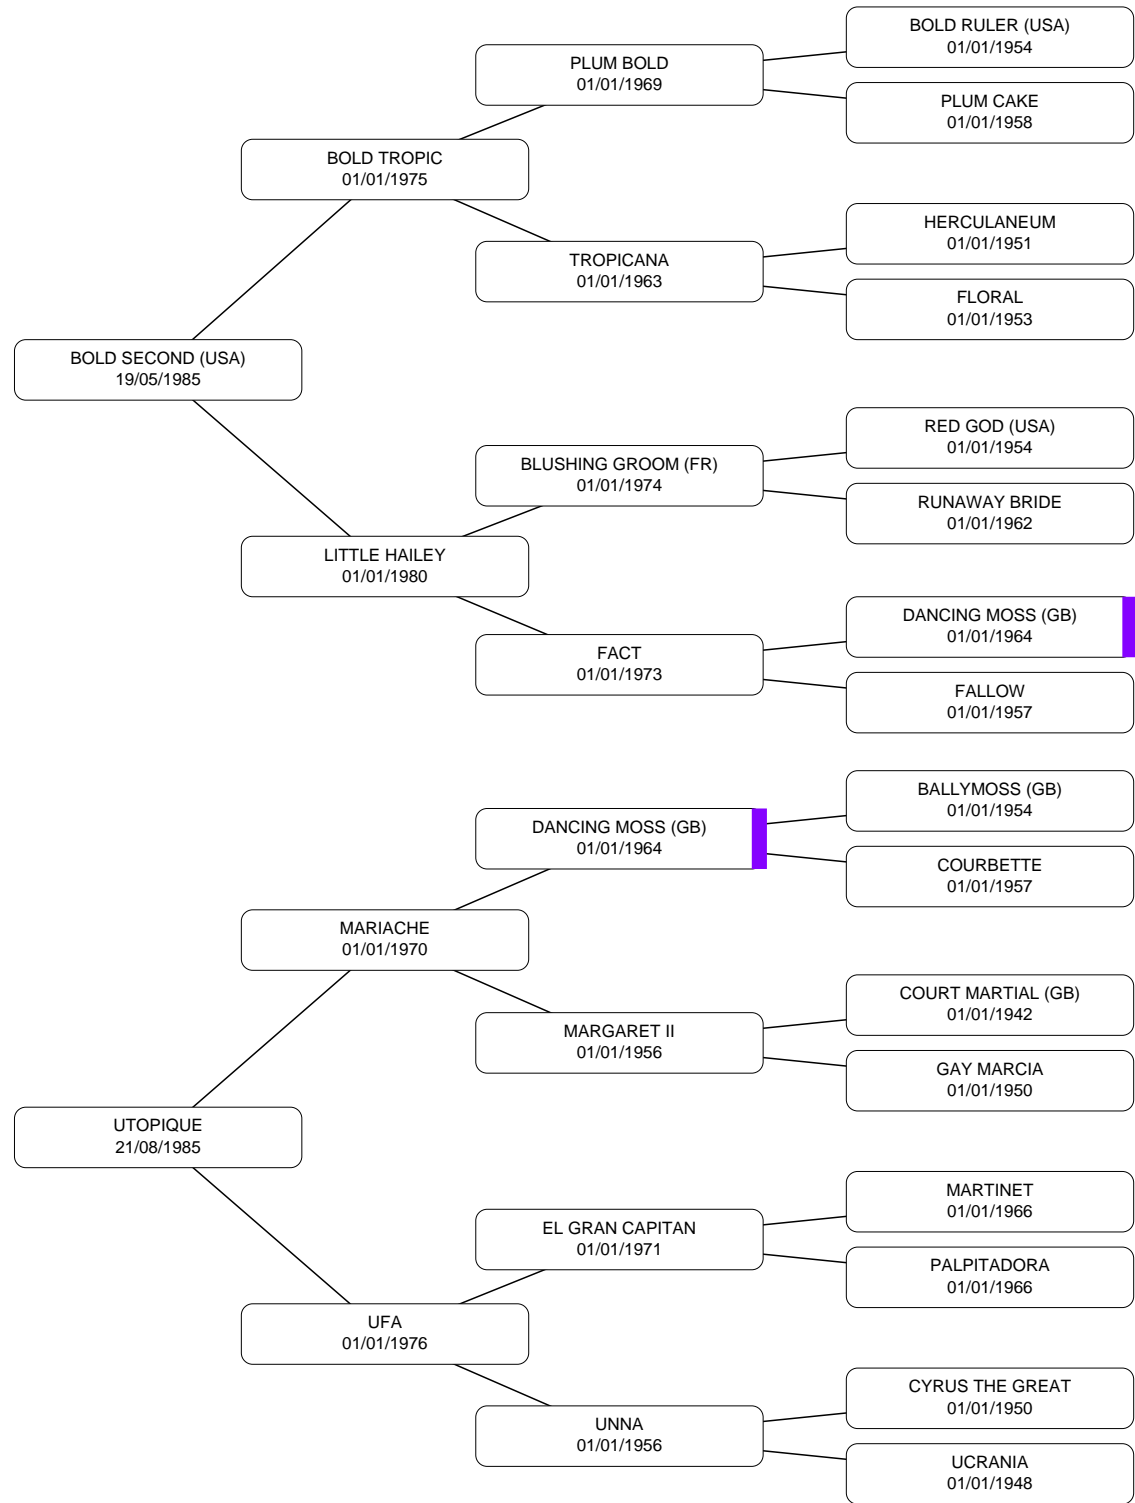 BOLD RULER (USA)
01/01/1954
PLUM BOLD
01/01/1969
PLUM CAKE
01/01/1958
BOLD TROPIC
01/01/1975
HERCULANEUM
01/01/1951
TROPICANA
01/01/1963
FLORAL
01/01/1953
BOLD SECOND (USA)
19/05/1985
RED GOD (USA)
01/01/1954
BLUSHING GROOM (FR)
01/01/1974
RUNAWAY BRIDE
01/01/1962
LITTLE HAILEY
01/01/1980
DANCING MOSS (GB)
01/01/1964
FACT
01/01/1973
FALLOW
01/01/1957
BALLYMOSS (GB)
01/01/1954
DANCING MOSS (GB)
01/01/1964
COURBETTE
01/01/1957
MARIACHE
01/01/1970
COURT MARTIAL (GB)
01/01/1942
MARGARET II
01/01/1956
GAY MARCIA
01/01/1950
UTOPIQUE
21/08/1985
MARTINET
01/01/1966
EL GRAN CAPITAN
01/01/1971
PALPITADORA
01/01/1966
UFA
01/01/1976
CYRUS THE GREAT
01/01/1950
UNNA
01/01/1956
UCRANIA
01/01/1948